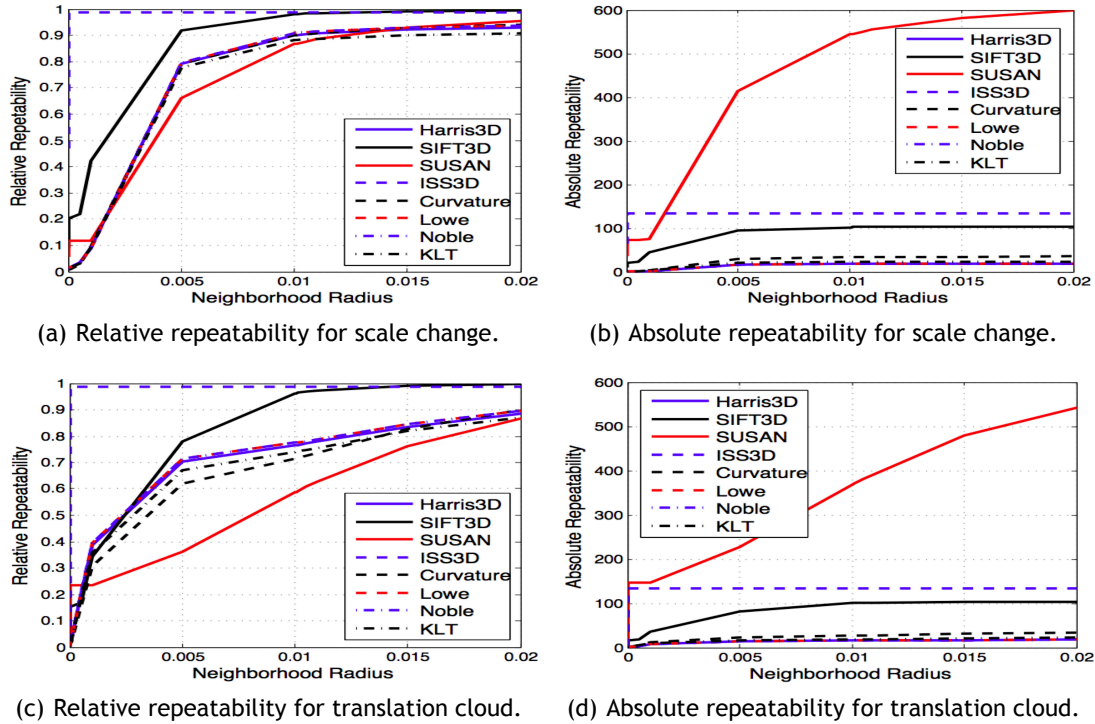 1
0.9
0.8
0.7
0.6
0.5
0.4
0.3
0.2
0.1
0
Relative Repetability
Harris3D
SIFT3D
SUSAN
ISS3D
Curvature
Lowe
Noble
KLT
0 0.005 0.01 0.015 0.02
Neighborhood Radius
(a) Relative repeatability for scale change.
600
500
400
300
200
100
0
Absolute Repetability
Harris3D
SIFT3D
SUSAN
ISS3D
Curvature
Lowe
Noble
KLT
0 0.005 0.01 0.015 0.02
Neighborhood Radius
(b) Absolute repeatability for scale change.
1
0.9
0.8
0.7
0.6
0.5
0.4
0.3
0.2
0.1
0
Relative Repeatability
Harris3D
SIFT3D
SUSAN
ISS3D
Curvature
Lowe
Noble
KLT
0 0.005 0.01 0.015 0.02
Neighborhood Radius
(c) Relative repeatability for translation cloud.
600
500
400
300
200
100
0
Absolute Repeatability
Harris3D
SIFT3D
SUSAN
ISS3D
Curvature
Lowe
Noble
KLT
0 0.005 0.01 0.015 0.02
Neighborhood Radius
(d) Absolute repeatability for translation cloud.